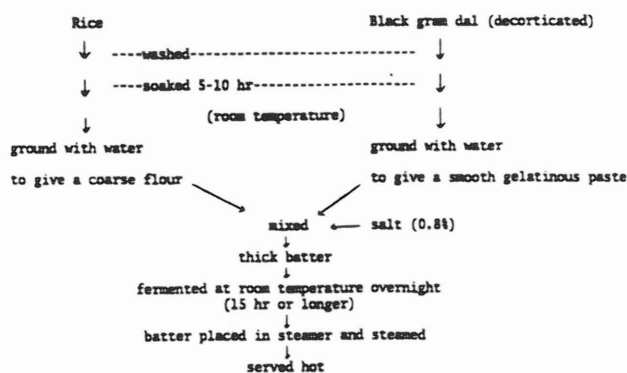 Rice
Black gram dal (decorticated)
washed
soaked 5-10 hr
(room temperature)
ground with water
to give a coarse flour
ground with water
to give a smooth gelatinous paste
mixed
salt (0.8%)
thick batter
fermented at room temperature overnight
(15 hr or longer)
batter placed in steamer and steamed
served hot